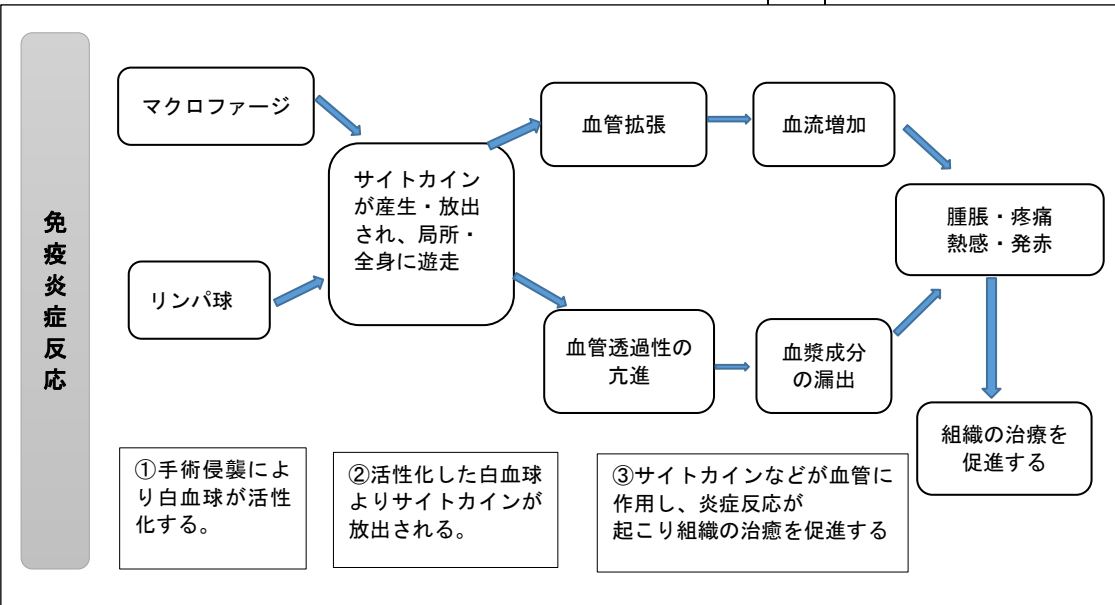 免疫炎症反応
マクロファージ
リンパ球
サイトカイン
が産生・放出
され、局所・
全身に遊走
血管拡張
血流増加
血管透過性の
亢進
血漿成分
の漏出
腫脹・疼痛
熱感・発赤
組織の治療を
促進する
①手術侵襲によ
り白血球が活性
化する。
②活性化した白血球
よりサイトカインが
放出される。
③サイトカインなどが血管に
作用し、炎症反応が
起こり組織の治癒を促進する